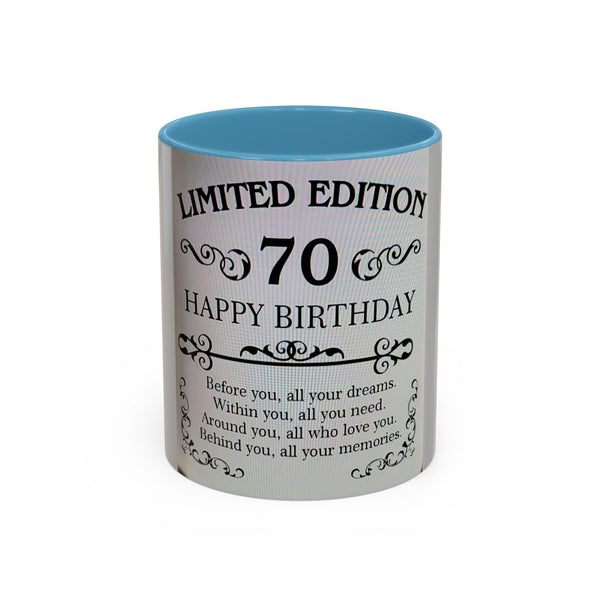 LIMITED EDITION
70
HAPPY BIRTHDAY
Before you, all your dreams.
Within you, all you need.
Around you, all who love you.
Behind you, all your memories.